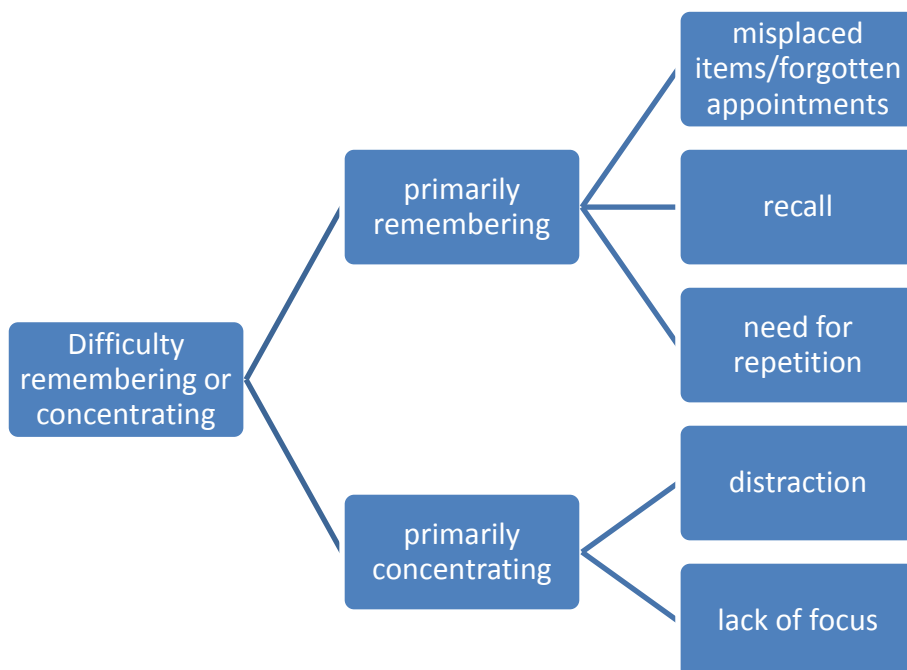 misplaced
items/forgotten
appointments
primarily
remembering
recall
need for
repetition
Difficulty
remembering or
concentrating
distraction
primarily
concentrating
lack of focus